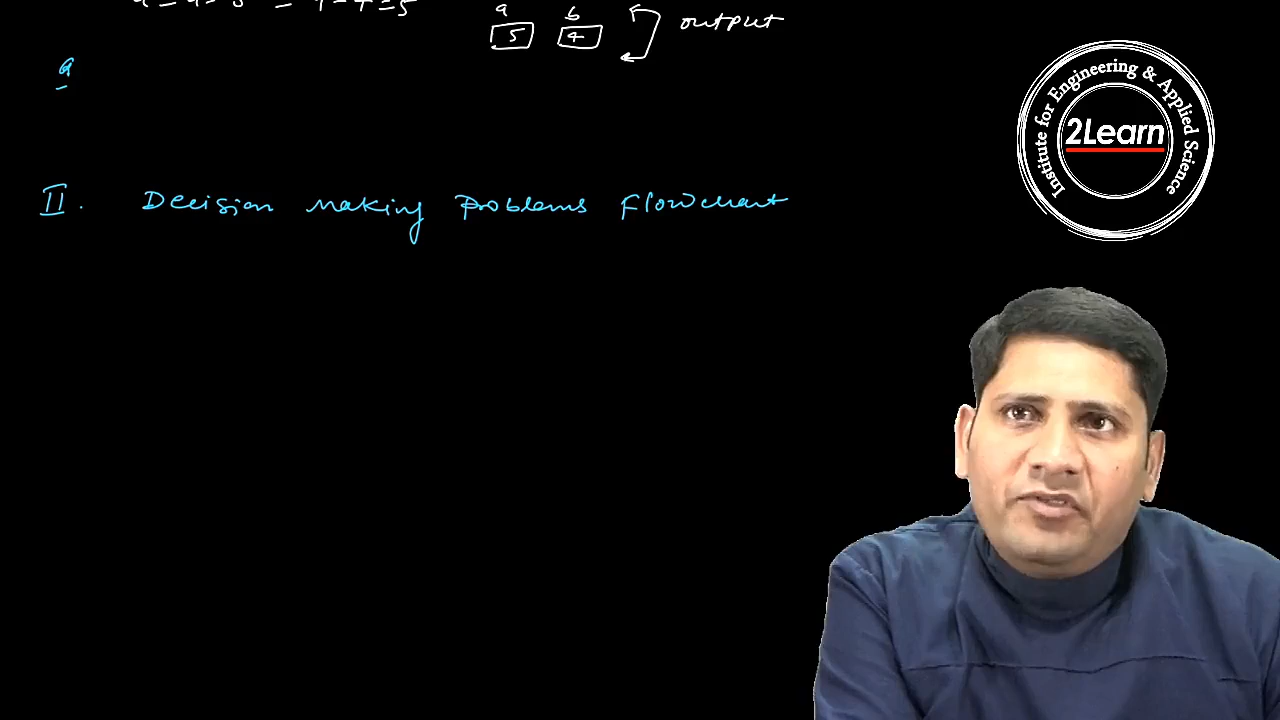 a b
5 4 output
Q
II. Decision making Problems Flowchart
Institute for Engineering & Applied Science
2Learn